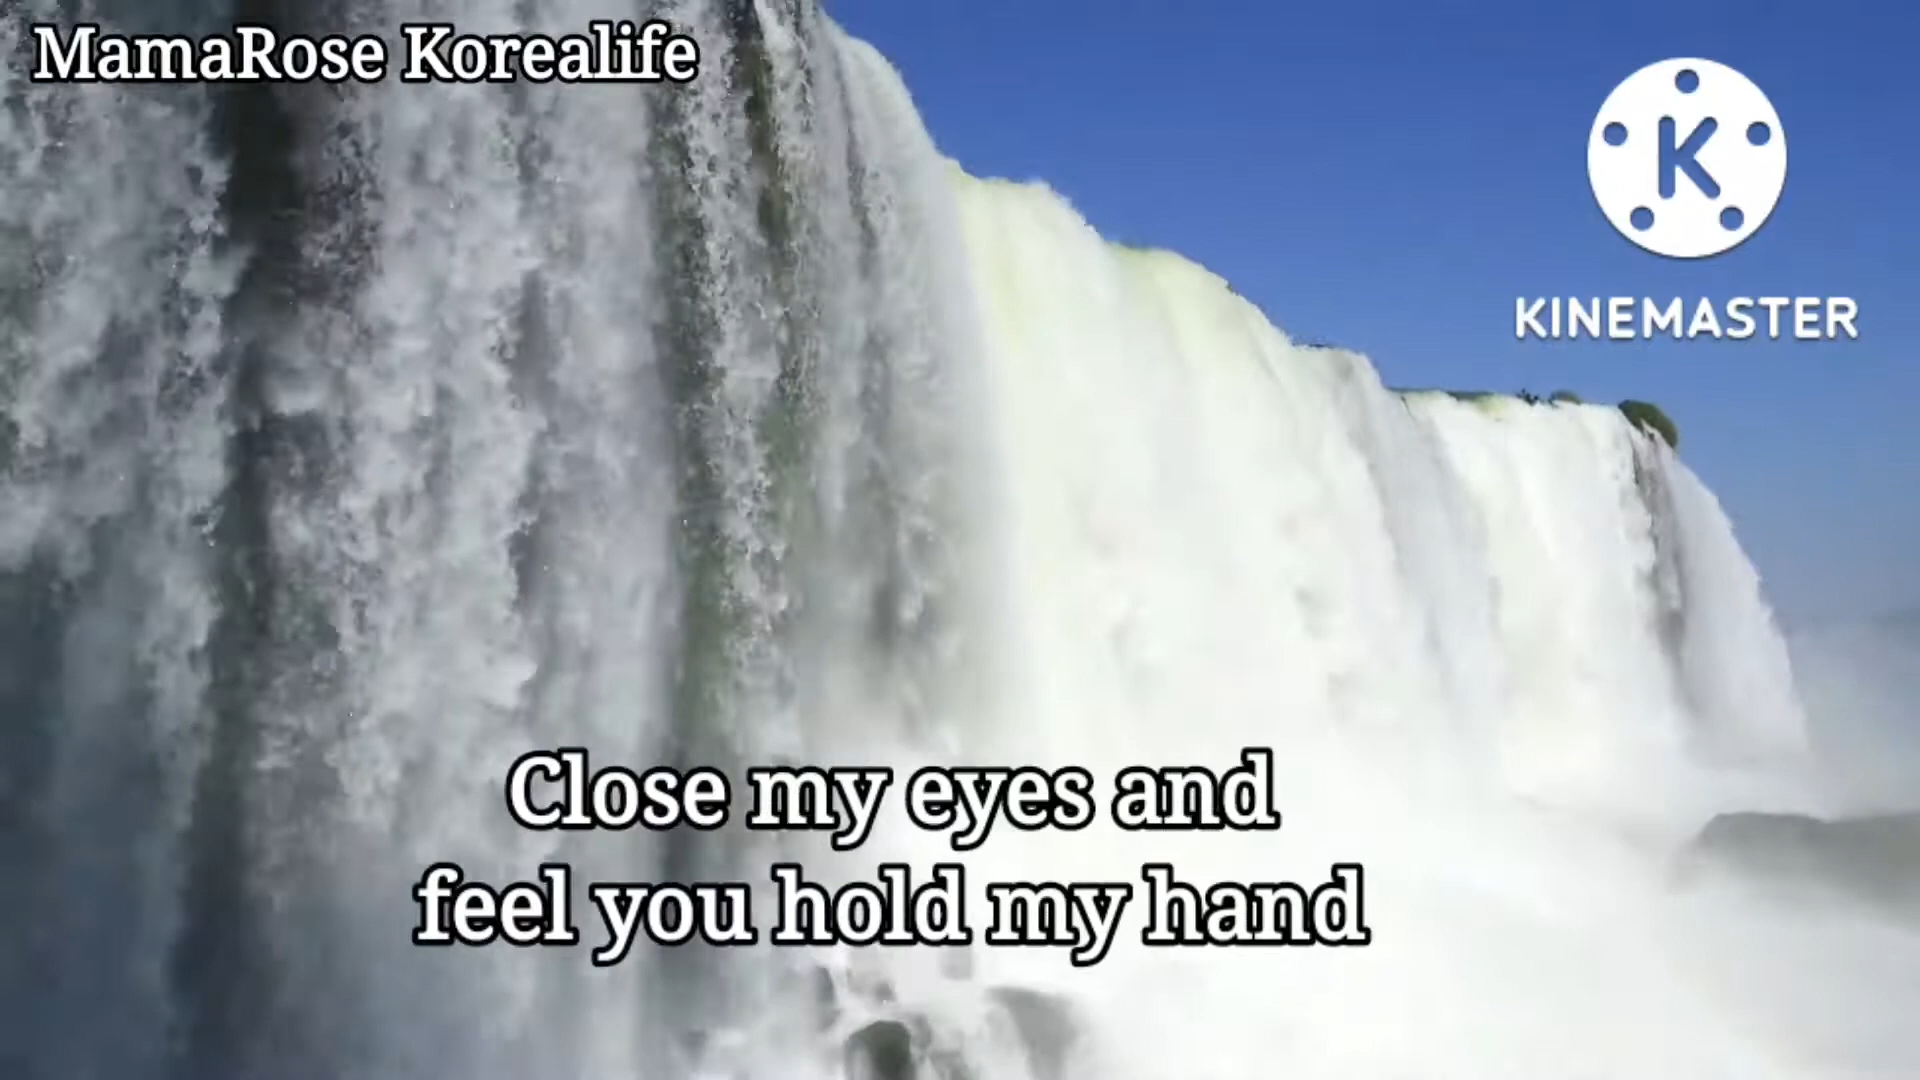 MamaRose Korealife
K
KINEMASTER
Close my eyes and
feel you hold my hand